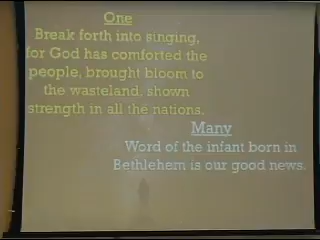 One
Break forth into singing,
for God has comforted the
people, brought bloom to
the wasteland, shown
strength in all the nations.
Many
Word of the infant born in
Bethlehem is our good news.